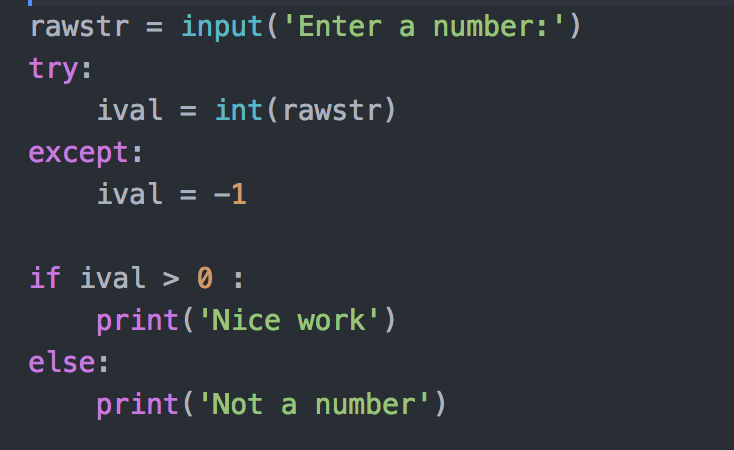 rawstr = input('Enter a number:')
try:
    ival = int(rawstr)
except:
    ival = -1

if ival > 0 :
    print('Nice work')
else:
    print('Not a number')